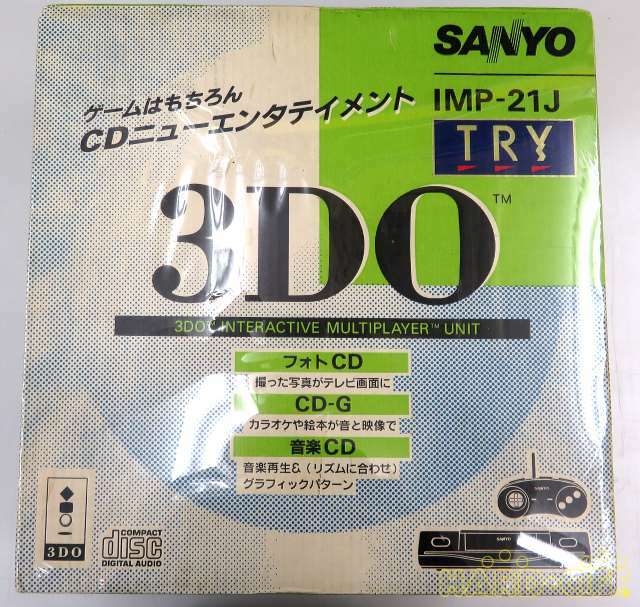 SANYO
IMP-21J
TRY
ゲームはもちろん
CDニューエンタテイメント
3DO™
3DO™ INTERACTIVE MULTIPLAYER™ UNIT
フォトCD
撮った写真がテレビ画面に
CD-G
カラオケや絵本が音と映像で
音楽CD
音楽再生&(リズムに合わせ)
グラフィックパターン
SANYO
SANYO
3DO
COMPACT
disc
DIGITAL AUDIO